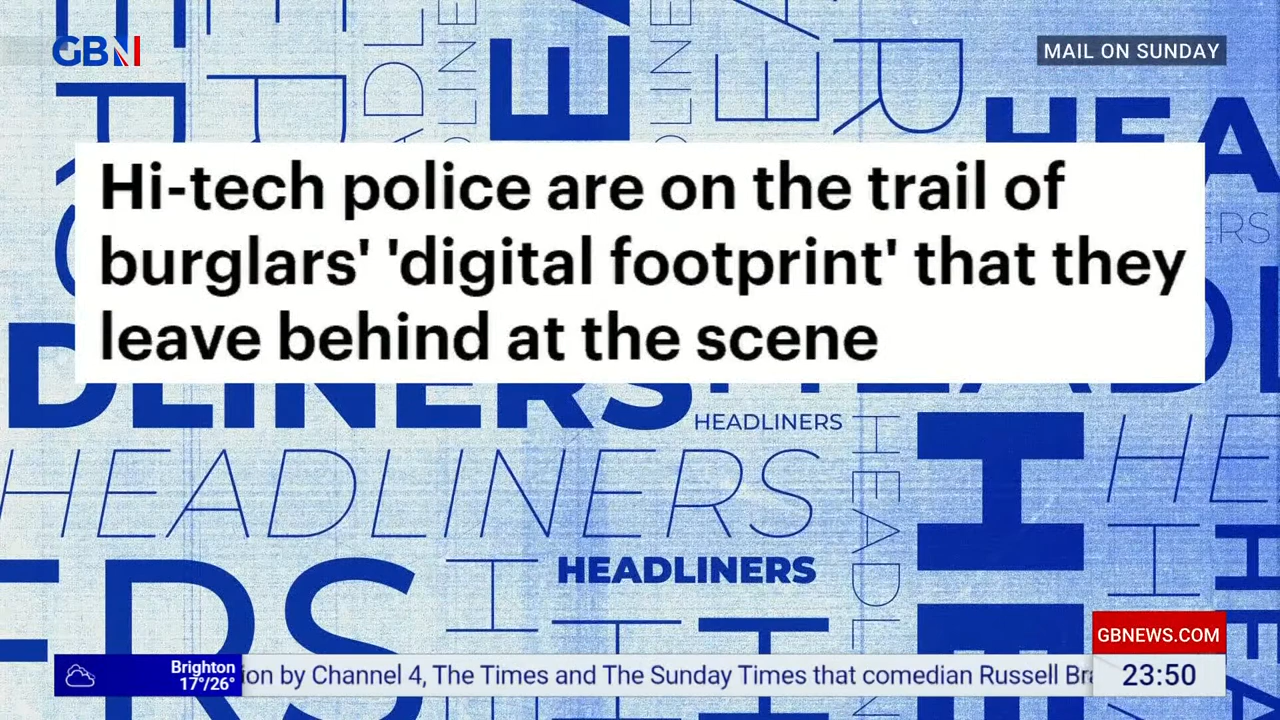 GBN
MAIL ON SUNDAY
HEA
Hi-tech police are on the trail of
burglars' 'digital footprint' that they
leave behind at the scene
DLINERS
HEADLINERS
HEADLINERS
HEADLINERS
GBNEWS.COM
Brighton
17°/26°
by Channel 4, The Times and The Sunday Times that comedian Russell
23:50